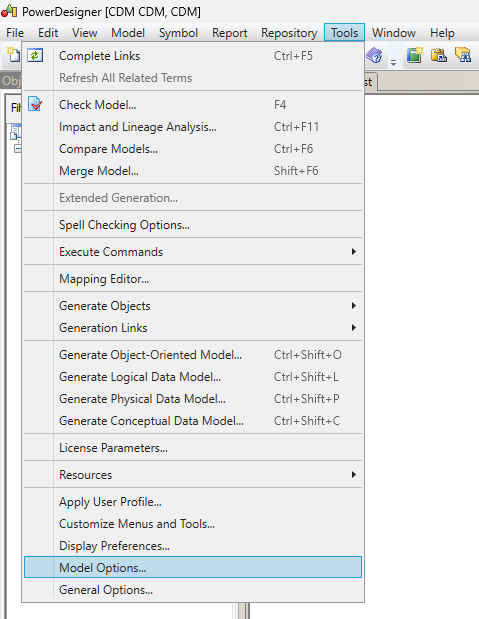 PowerDesigner [CDM CDM, CDM]
File Edit View Model Symbol Report Repository Tools Window Help
Complete Links Ctrl+F5
Refresh All Related Terms
Check Model... F4
Impact and Lineage Analysis... Ctrl+F11
Compare Models... Ctrl+F6
Merge Model... Shift+F6
Extended Generation...
Spell Checking Options...
Execute Commands
Mapping Editor...
Generate Objects
Generation Links
Generate Object-Oriented Model... Ctrl+Shift+O
Generate Logical Data Model... Ctrl+Shift+L
Generate Physical Data Model... Ctrl+Shift+P
Generate Conceptual Data Model... Ctrl+Shift+C
License Parameters...
Resources
Apply User Profile...
Customize Menus and Tools...
Display Preferences...
Model Options...
General Options...